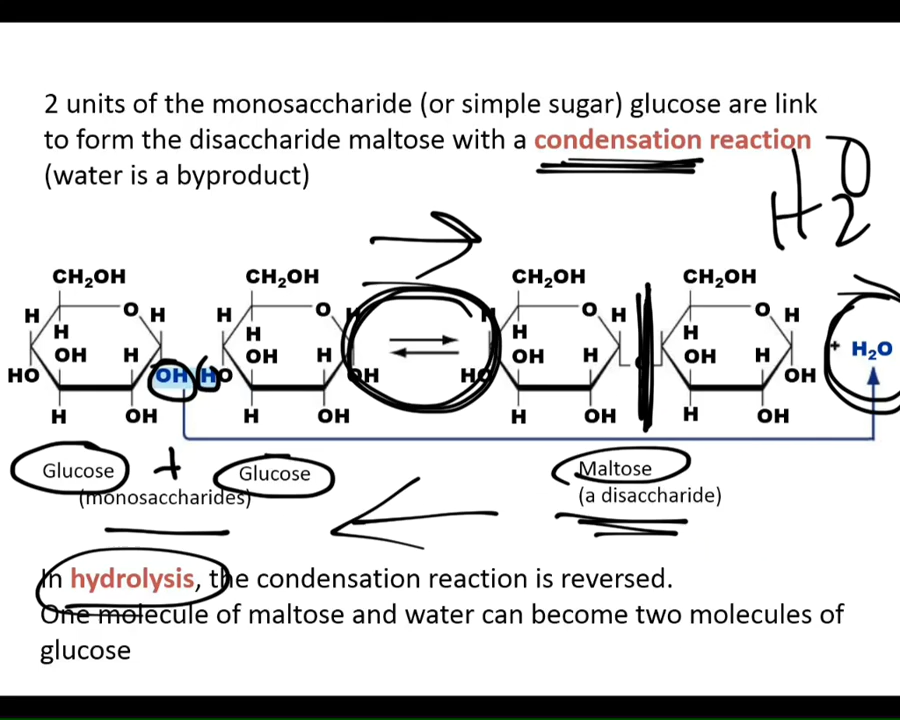 2 units of the monosaccharide (or simple sugar) glucose are link
to form the disaccharide maltose with a condensation reaction
(water is a byproduct)
H2O
CH₂OH CH₂OH CH₂OH CH₂OH
H O H H O H H O H H O H
H H H H
OH H OH H OH H OH H + H₂O
HO OH HO OH HO O OH
H OH H OH H OH H OH
Glucose + Glucose Maltose
(monosaccharides) (a disaccharide)
In hydrolysis, the condensation reaction is reversed.
One molecule of maltose and water can become two molecules of
glucose